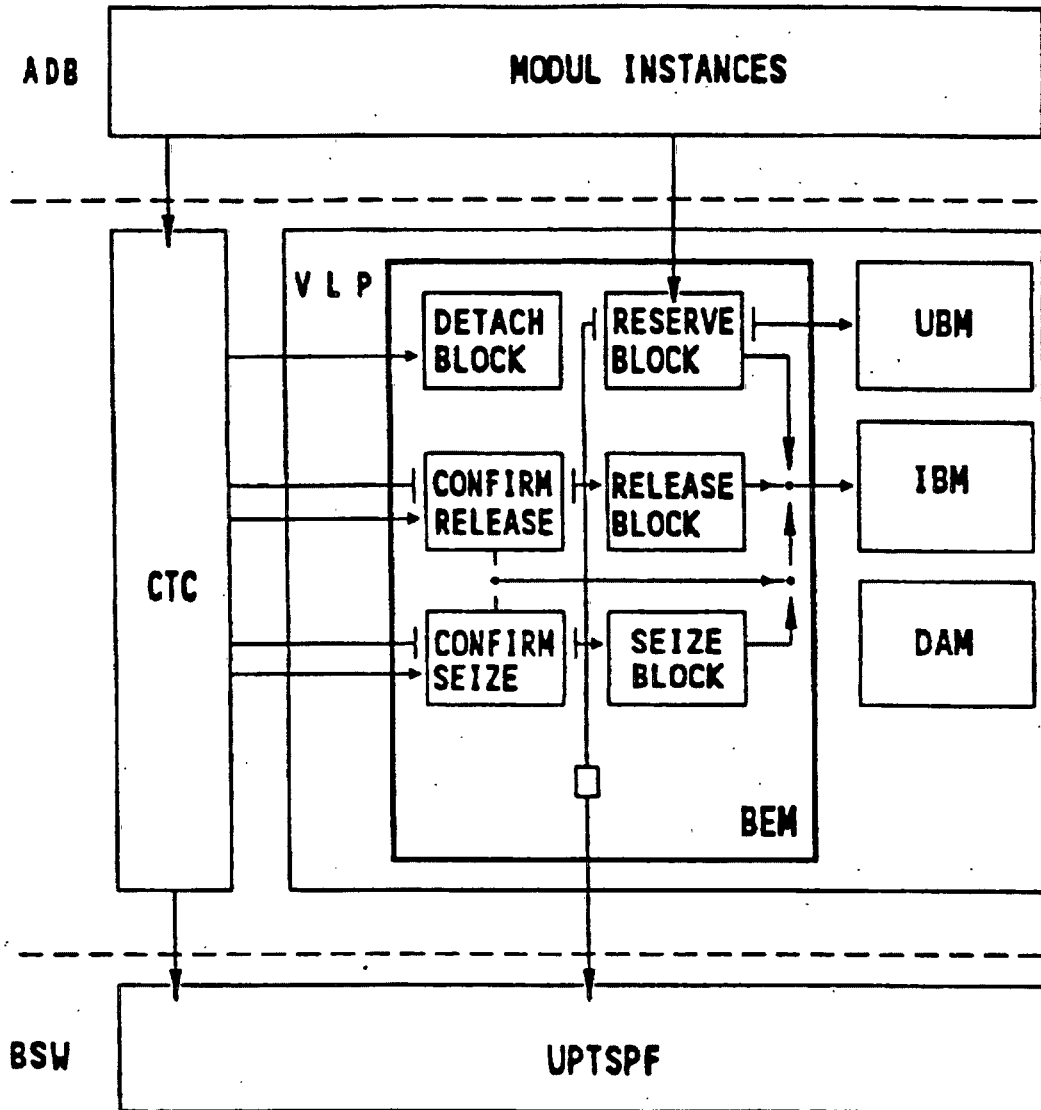 ADB
MODUL INSTANCES
VLP
DETACH
BLOCK
RESERVE
BLOCK
UBM
CONFIRM
RELEASE
RELEASE
BLOCK
IBM
CTC
CONFIRM
SEIZE
SEIZE
BLOCK
DAM
BEM
BSW
UPTSPF